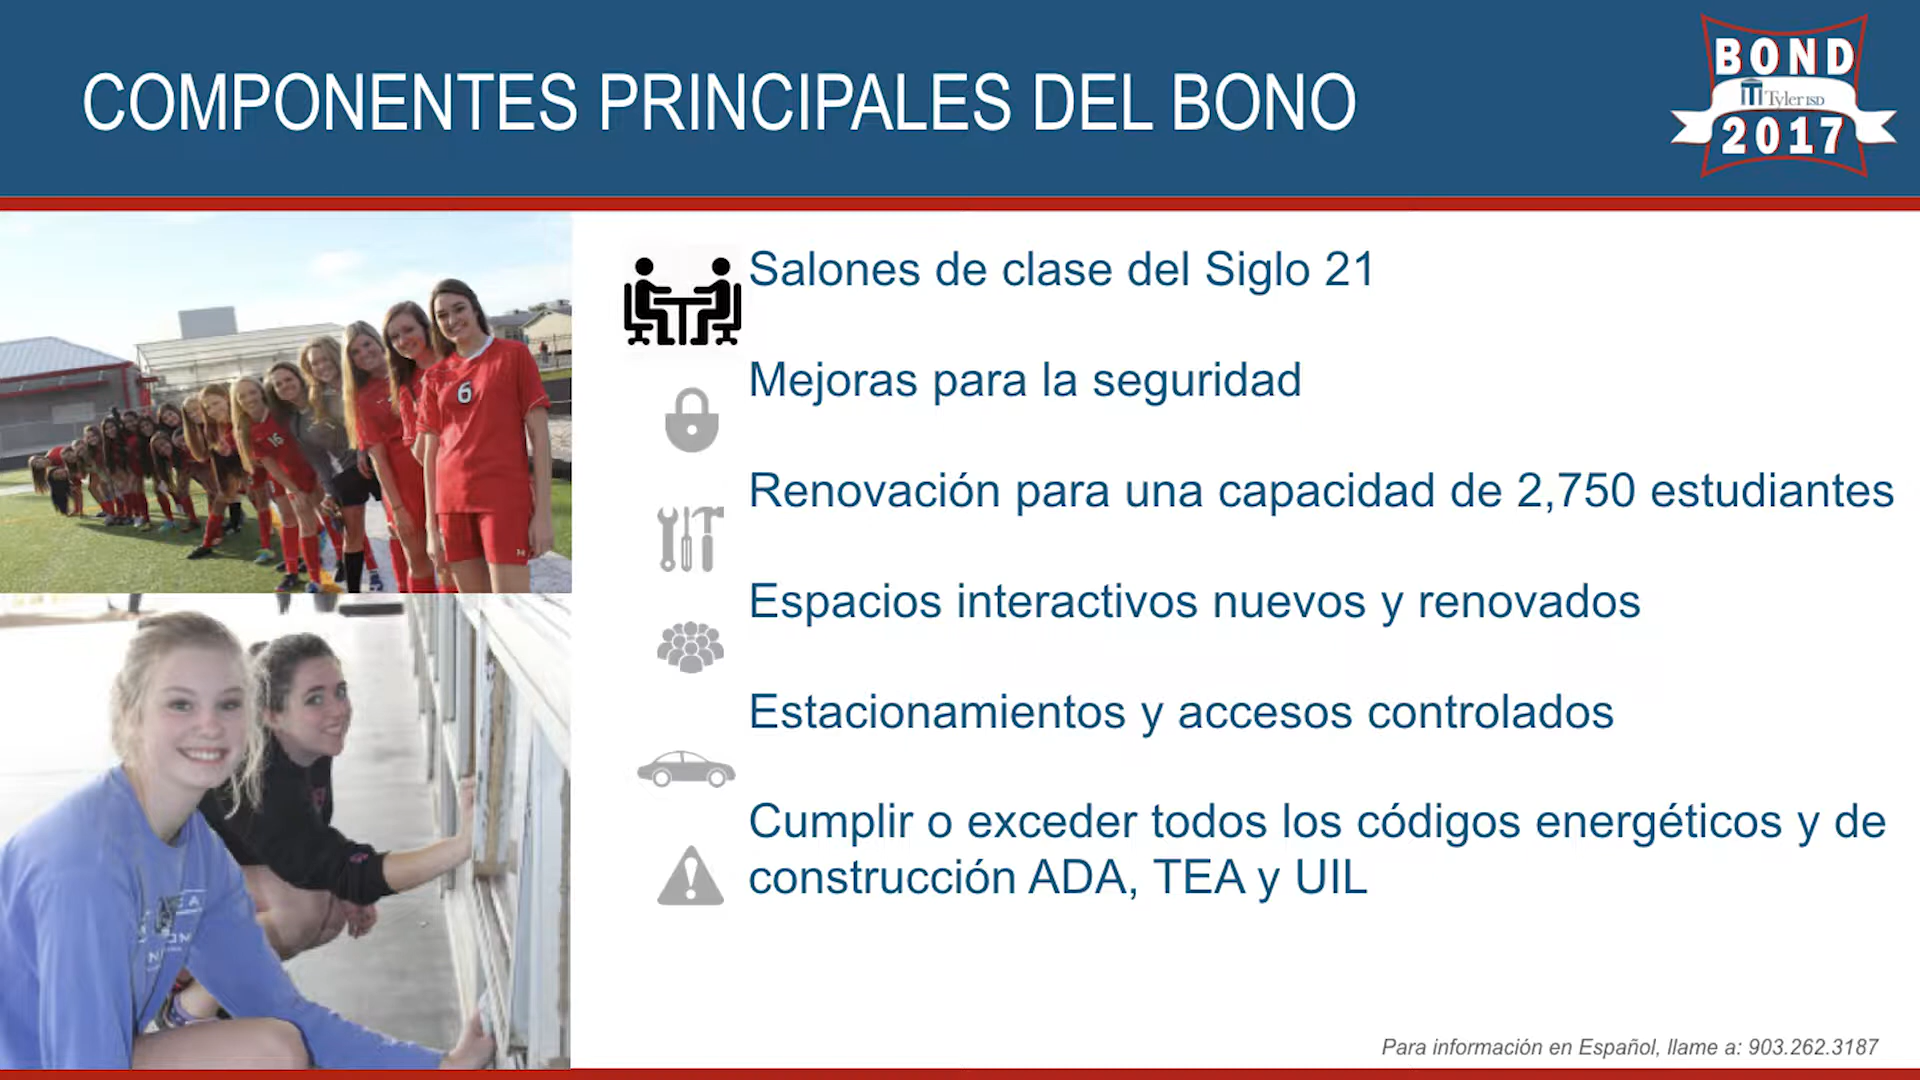 COMPONENTES PRINCIPALES DEL BONO
BOND
Tyler ISD
2017
Salones de clase del Siglo 21
Mejoras para la seguridad
Renovación para una capacidad de 2,750 estudiantes
Espacios interactivos nuevos y renovados
Estacionamientos y accesos controlados
Cumplir o exceder todos los códigos energéticos y de
construcción ADA, TEA y UIL
6
16
Para información en Español, llame a: 903.262.3187